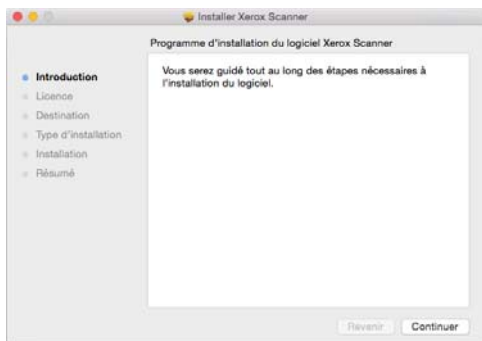 Installer Xerox Scanner
Programme d'installation du logiciel Xerox Scanner
Introduction
Licence
Destination
Type d'installation
Installation
Résumé
Vous serez guidé tout au long des étapes nécessaires à
l'installation du logiciel.
Revenir
Continuer